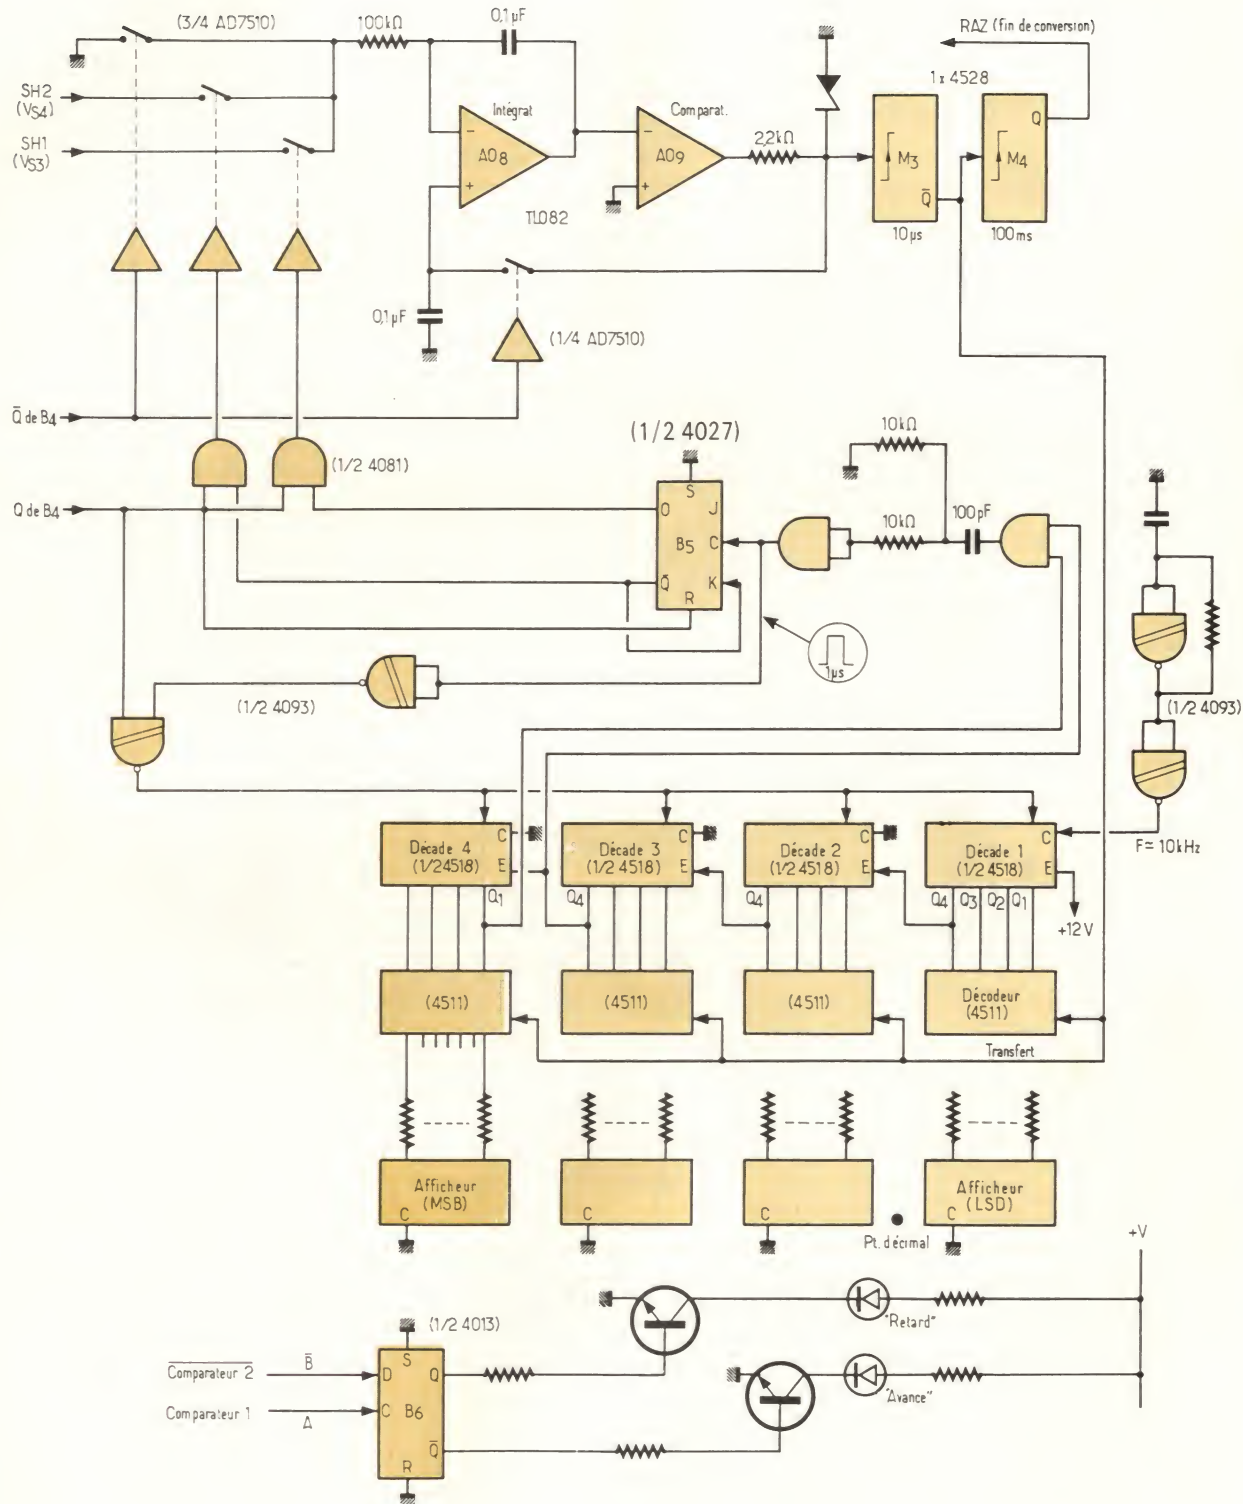 (3/4 AD7510)
100kΩ
0,1µF
RAZ (fin de conversion)
1 x 4528
SH2
(VS4)
SH1
(VS3)
Intégrat
−
AO8
+
TL082
Comparat.
−
AO9
+
2,2kΩ
M3
Q̄
10µs
Q
M4
100ms
0,1µF
(1/4 AD7510)
Q̄ de B4
(1/2 4081)
Q de B4
(1/2 4027)
S
O
J
B5
C
Q̄
K
R
10kΩ
10kΩ
100pF
1µs
(1/2 4093)
(1/2 4093)
F = 10kHz
Décade 4
(1/2 4518)
C
E
Q1
Décade 3
(1/2 4518)
C
E
Q4
Décade 2
(1/2 4518)
C
E
Q4
Décade 1
(1/2 4518)
C
E
Q4
Q3
Q2
Q1
+12V
(4511)
(4511)
(4511)
Décodeur
(4511)
Transfert
Afficheur
(MSB)
C
C
C
Afficheur
(LSD)
C
Pt. décimal
+V
"Retard"
"Avance"
(1/2 4013)
Comparateur 2
B̄
Comparateur 1
A
S
D
Q
C
B6
Q̄
R